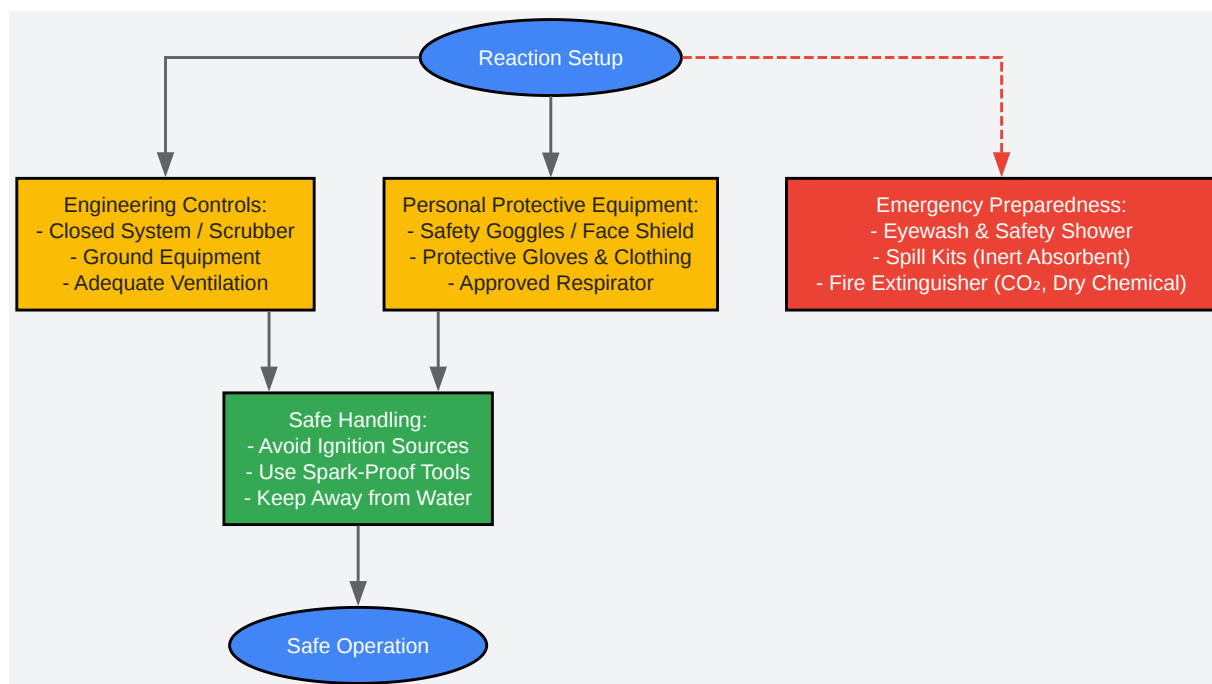 Reaction Setup
Engineering Controls:
- Closed System / Scrubber
- Ground Equipment
- Adequate Ventilation
Personal Protective Equipment:
- Safety Goggles / Face Shield
- Protective Gloves & Clothing
- Approved Respirator
Emergency Preparedness:
- Eyewash & Safety Shower
- Spill Kits (Inert Absorbent)
- Fire Extinguisher (CO₂, Dry Chemical)
Safe Handling:
- Avoid Ignition Sources
- Use Spark-Proof Tools
- Keep Away from Water
Safe Operation